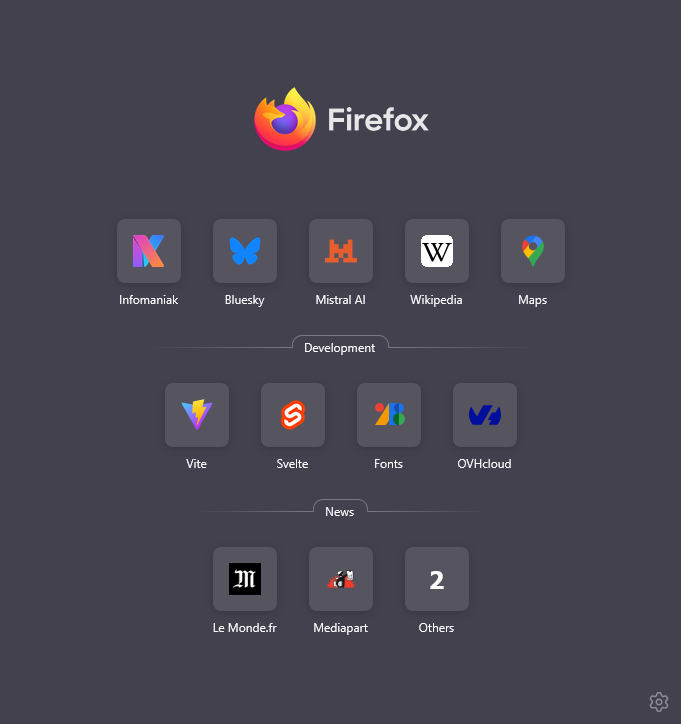 Firefox
Infomaniak
Bluesky
Mistral AI
Wikipedia
Maps
Development
Vite
Svelte
Fonts
OVHcloud
News
2
Le Monde.fr
Mediapart
Others